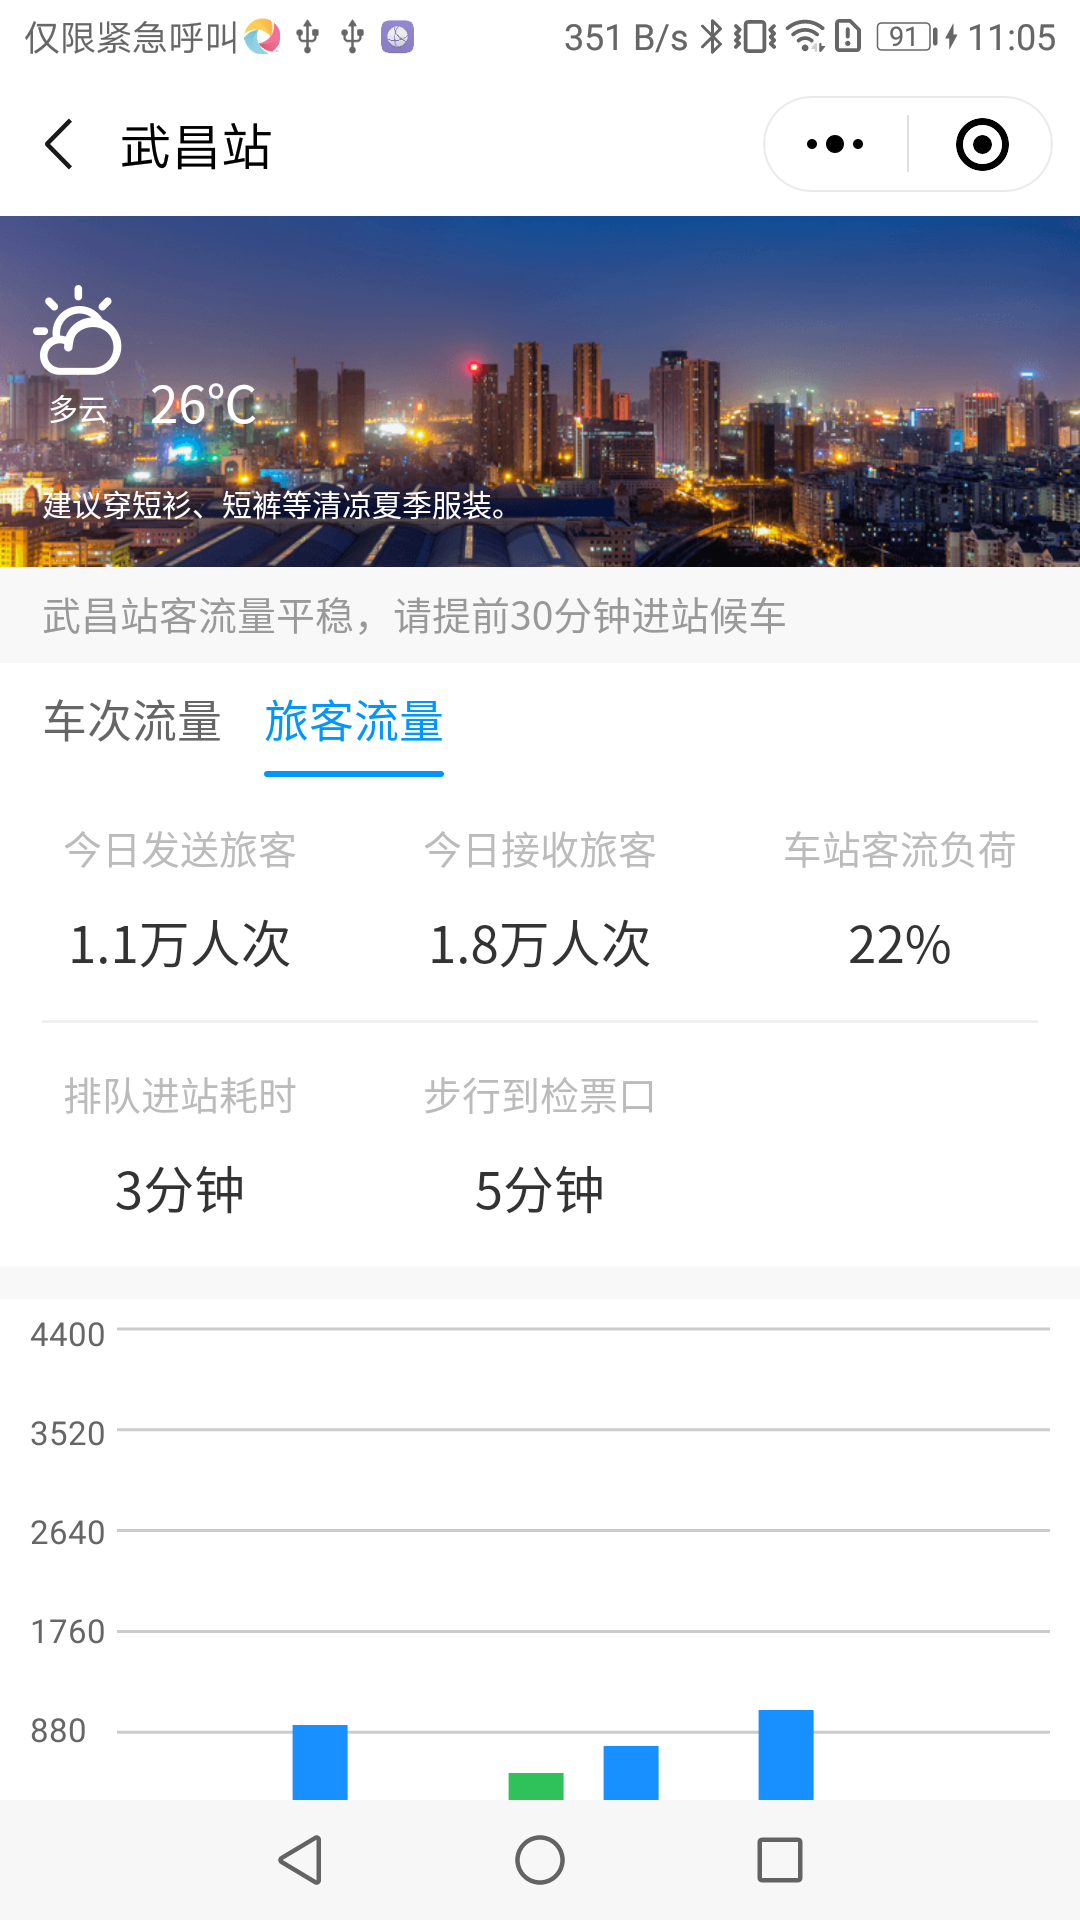 仅限紧急呼叫 351 B/s 91 11:05
武昌站
多云 26℃
建议穿短衫、短裤等清凉夏季服装。
武昌站客流量平稳，请提前30分钟进站候车
车次流量 旅客流量
今日发送旅客 今日接收旅客 车站客流负荷
1.1万人次 1.8万人次 22%
排队进站耗时 步行到检票口
3分钟 5分钟
4400
3520
2640
1760
880